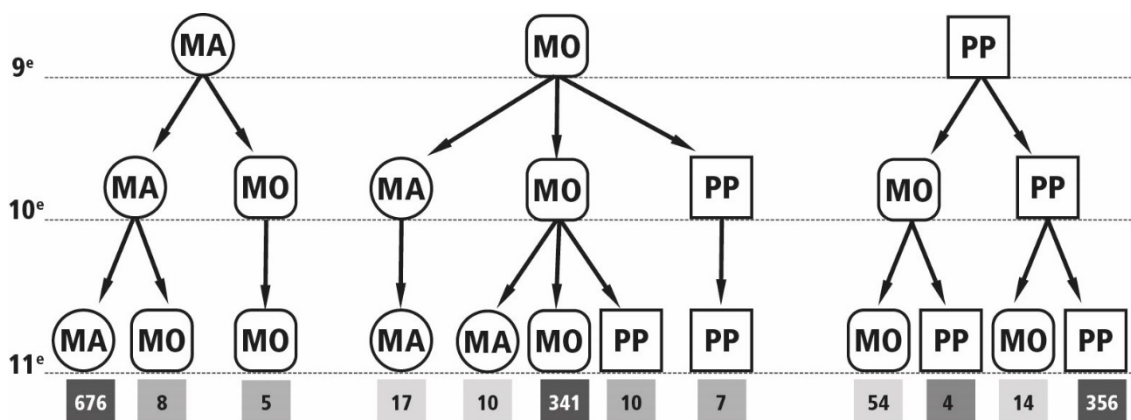 MA MO PP
9e
MA MO MA MO PP MO PP
10e
MA MO MO MA MA MO PP PP MO PP MO PP
11e
676 8 5 17 10 341 10 7 54 4 14 356